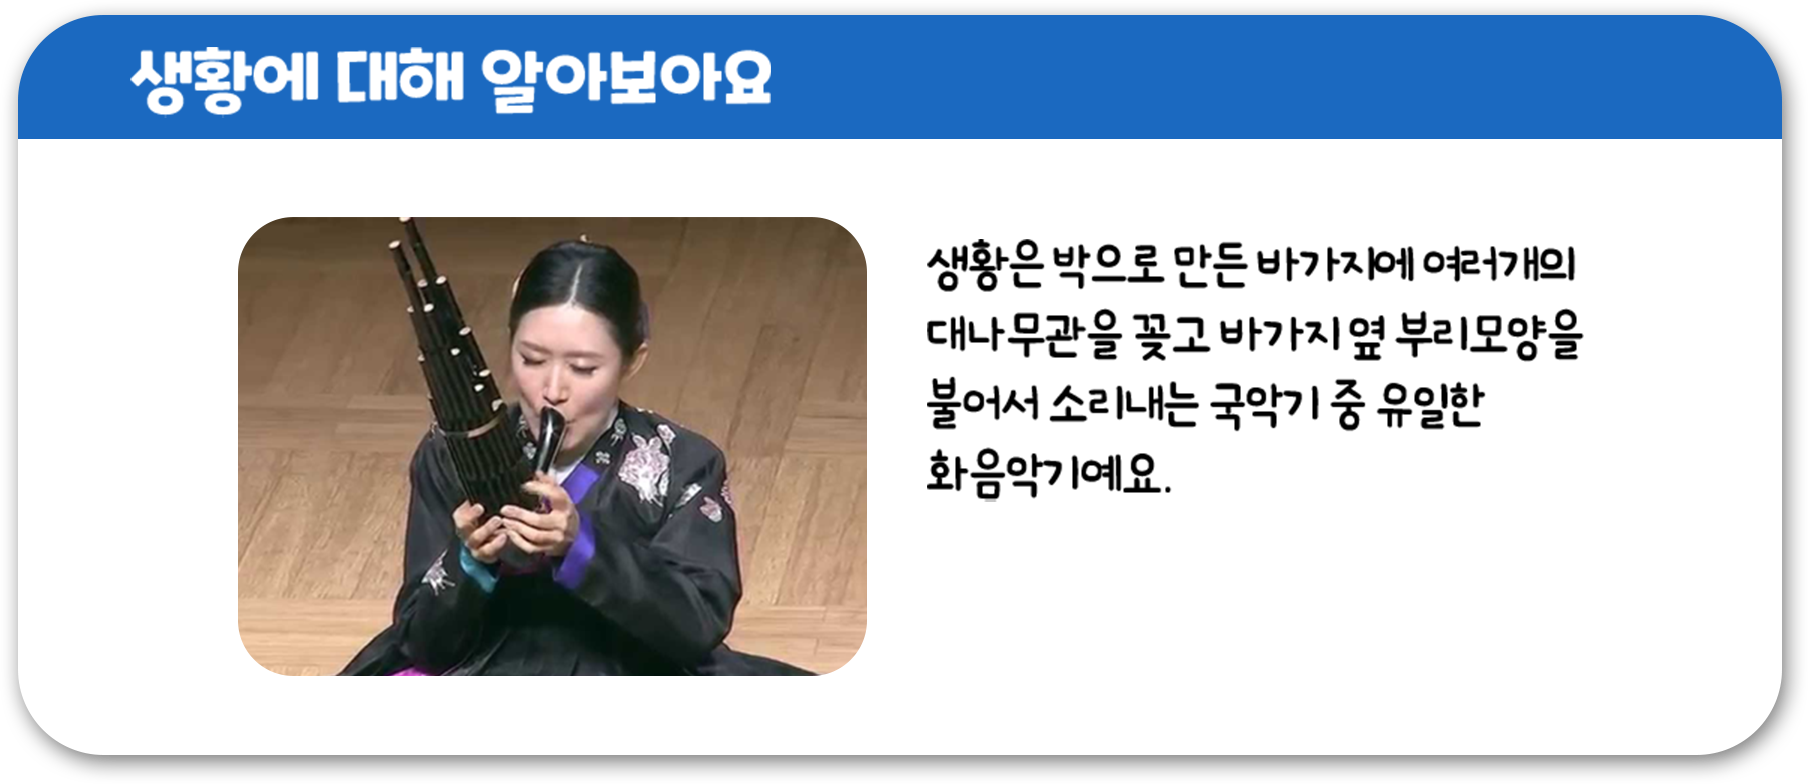 생황에 대해 알아보아요
생황은 박으로 만든 바가지에 여러개의
대나무관을 꽂고 바가지 옆 부리모양을
불어서 소리내는 국악기 중 유일한
화음악기예요.